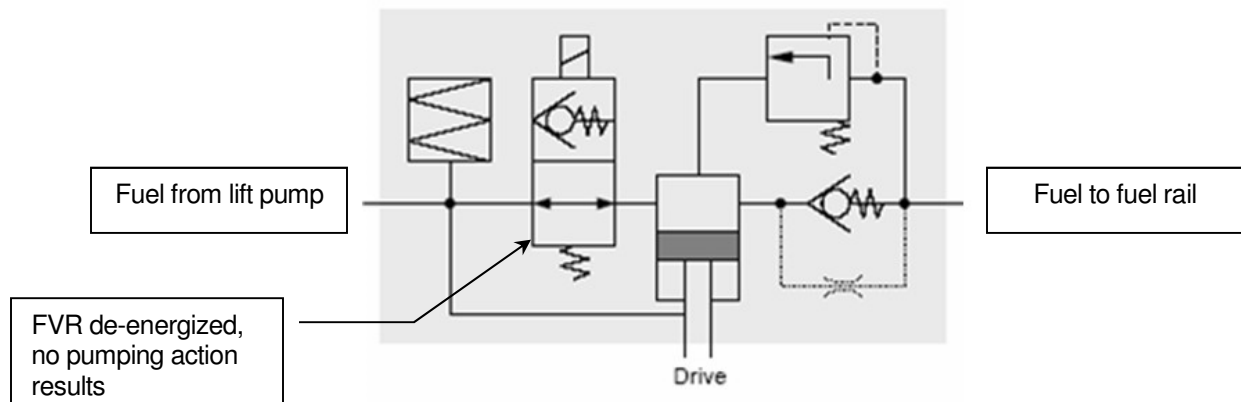 Fuel from lift pump
Fuel to fuel rail
FVR de-energized,
no pumping action
results
Drive